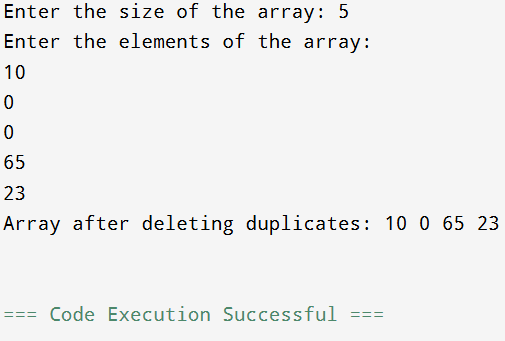 Enter the size of the array: 5
Enter the elements of the array:
10
0
0
65
23
Array after deleting duplicates: 10 0 65 23
=== Code Execution Successful ===